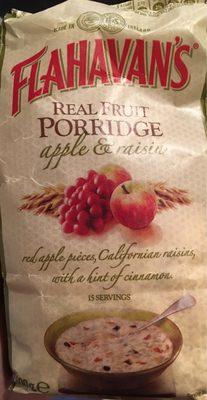 FLAHAVAN'S
REAL FRUIT
PORRIDGE
apple & raisin
red apple pieces, Californian raisins,
with a hint of cinnamon.
15 SERVINGS